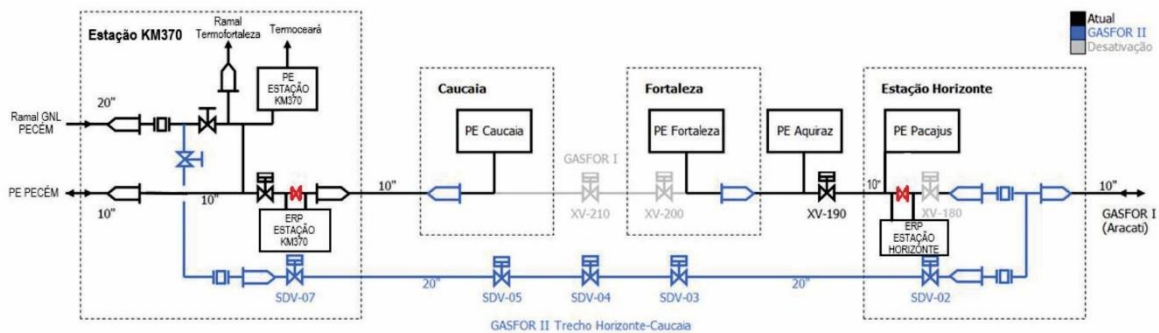 Ramal
Termofortaleza
Termoceará
Atual
GASFOR II
Desativação
Estação KM370
PE
ESTAÇÃO
KM370
Caucaia
Fortaleza
Estação Horizonte
20"
Ramal GNL
PECÉM
PE Caucaia
PE Fortaleza
PE Aquiraz
PE Pacajus
GASFOR I
PE PECÉM
10"
10"
10"
10"
10"
XV-210
XV-200
XV-190
XV-180
GASFOR I
(Aracati)
ERP
ESTAÇÃO
KM370
ERP
ESTAÇÃO
HORIZONTE
20"
20"
SDV-07
SDV-05
SDV-04
SDV-03
SDV-02
GASFOR II Trecho Horizonte-Caucaia